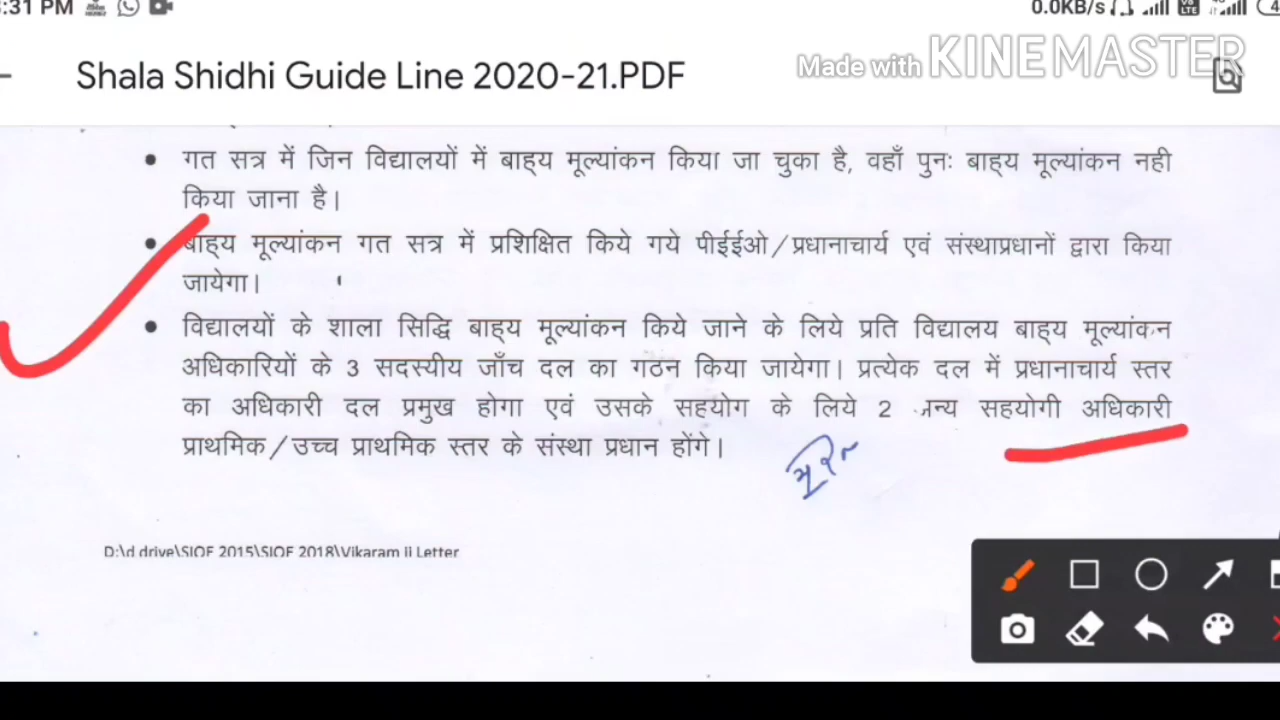 :31 PM
0.0KB/s
Made with KINEMASTER
Shala Shidhi Guide Line 2020-21.PDF
गत सत्र में जिन विद्यालयों में बाह्य मूल्यांकन किया जा चुका है, वहाँ पुनः बाह्य मूल्यांकन नही
किया जाना है।
बाह्य मूल्यांकन गत सत्र में प्रशिक्षित किये गये पीईईओ/प्रधानाचार्य एवं संस्थाप्रधानों द्वारा किया
जायेगा।
विद्यालयों के शाला सिद्धि बाह्य मूल्यांकन किये जाने के लिये प्रति विद्यालय बाह्य मूल्यांकन
अधिकारियों के 3 सदस्यीय जाँच दल का गठन किया जायेगा। प्रत्येक दल में प्रधानाचार्य स्तर
का अधिकारी दल प्रमुख होगा एवं उसके सहयोग के लिये 2 अन्य सहयोगी अधिकारी
प्राथमिक/उच्च प्राथमिक स्तर के संस्था प्रधान होंगे।
D:\d drive\SIQE 2015\SIQE 2018\Vikaram ji Letter